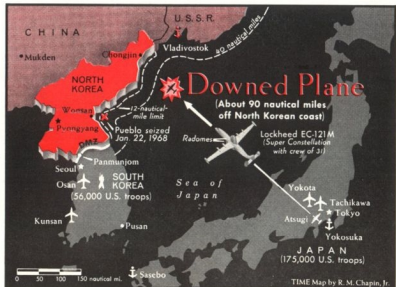 CHINA
U.S.S.R.
Mukden
Chongjin
Vladivostok
40 nautical miles
NORTH
KOREA
Wonsan
Pyongyang
12-nautical-
mile limit
Pueblo seized
Jan. 22, 1968
DMZ
Downed Plane
(About 90 nautical miles
off North Korean coast)
Radomes
Lockheed EC-121M
(Super Constellation
with crew of 31)
Panmunjom
Seoul
Osan
SOUTH
KOREA
(56,000 U.S. troops)
Kunsan
Pusan
Sea of
Japan
Yokota
Tachikawa
Tokyo
Atsugi
Yokosuka
JAPAN
(175,000 U.S. troops)
0 50 100 150 nautical mi.
Sasebo
TIME Map by R. M. Chapin, Jr.